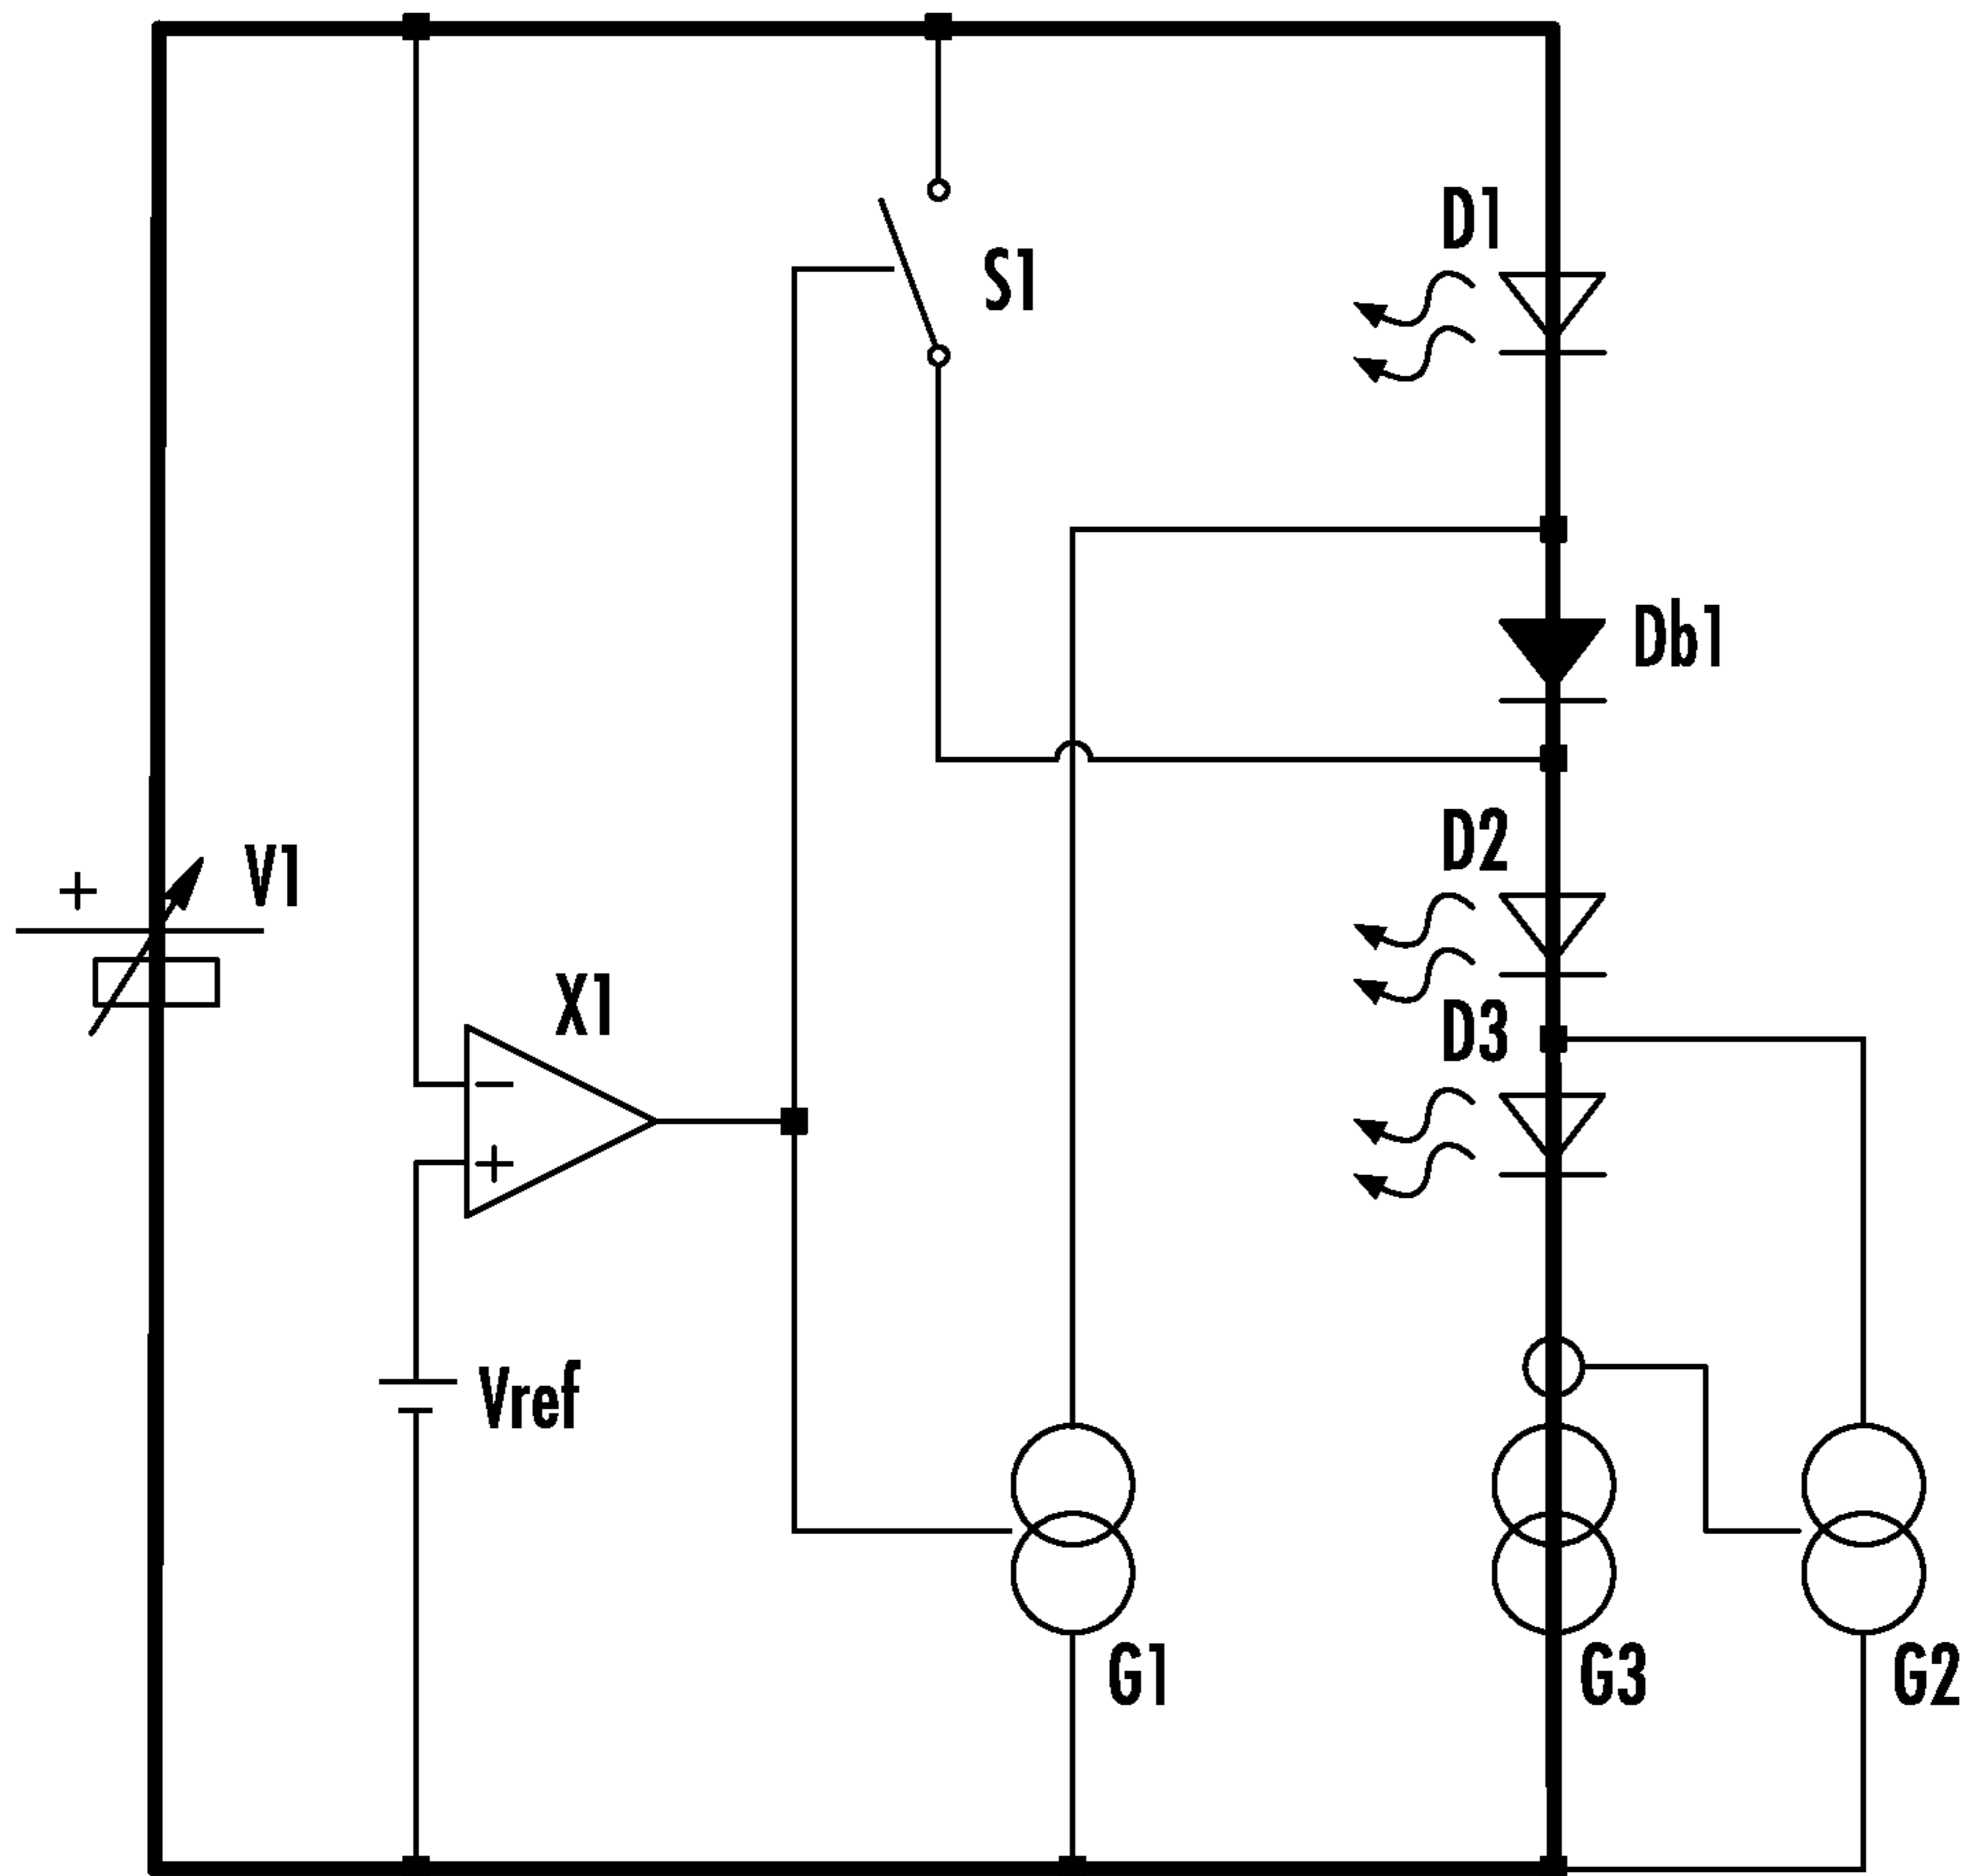 D1
S1
Db1
D2
+
V1
X1
D3
−
+
Vref
G1
G3
G2